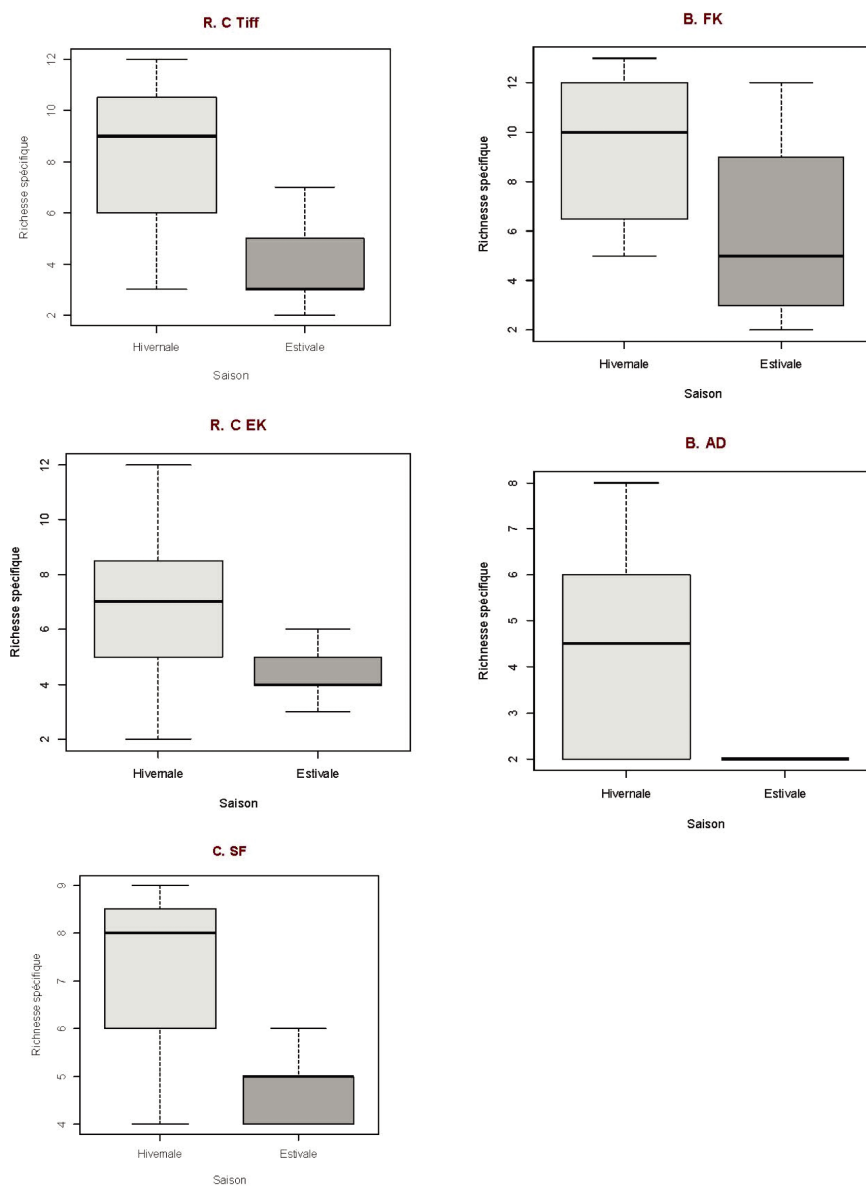 R. C Tiff
Richesse spécifique
12
10
8
6
4
2
Hivernale Estivale
Saison
B. FK
Richnesse spécifique
12
10
8
6
4
2
Hivernale Estivale
Saison
R. C EK
Richesse spécifique
12
10
8
6
4
2
Hivernale Estivale
Saison
B. AD
Richnesse spécifique
8
7
6
5
4
3
2
Hivernale Estivale
Saison
C. SF
Richnesse spécifique
9
8
7
6
5
4
Hivernale Estivale
Saison